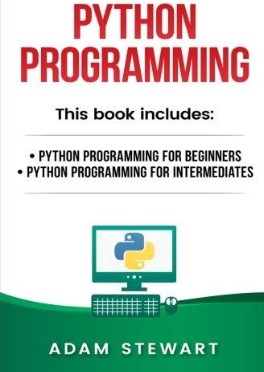 PYTHON
PROGRAMMING
This book includes:
• PYTHON PROGRAMMING FOR BEGINNERS
• PYTHON PROGRAMMING FOR INTERMEDIATES
ADAM STEWART